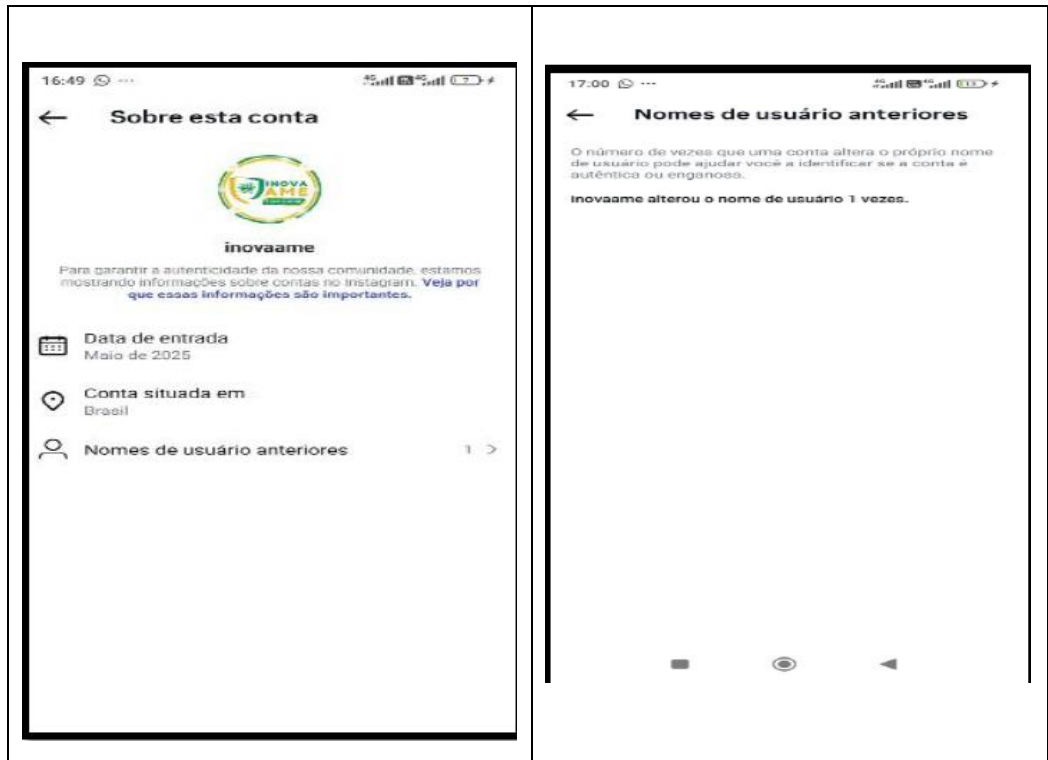 16:49 ...
Sobre esta conta
INOVA
AME
inovaame
Para garantir a autenticidade da nossa comunidade, estamos
mostrando informações sobre contas no Instagram. Veja por
que essas informações são importantes.
Data de entrada
Maio de 2025
Conta situada em
Brasil
Nomes de usuário anteriores 1 >
17:00 ...
Nomes de usuário anteriores
O número de vezes que uma conta altera o próprio nome
de usuário pode ajudar você a identificar se a conta é
autêntica ou enganosa.
Inovaame alterou o nome de usuário 1 vezes.